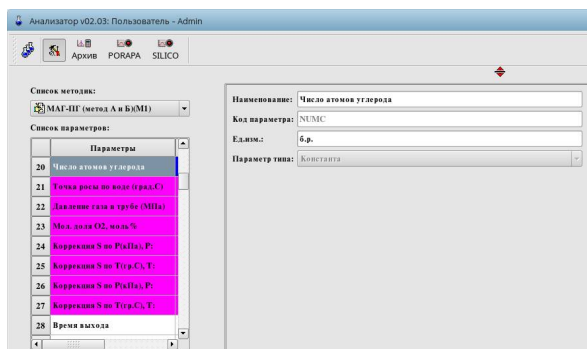 Анализатор v02.03: Пользователь - Admin
Архив PORAPA SILICO
Список методик:
МАГ-ПГ (метод А и Б)(М1)
Список параметров:
Параметры
20 Число атомов углерода
21 Точка росы по воде (град.С)
22 Давление газа в трубе (МПа)
23 Мол. доля О2, моль %
24 Коррекция S по P(кПа), P:
25 Коррекция S по T(гр.С), T:
26 Коррекция S по P(кПа), P:
27 Коррекция S по T(гр.С), T:
28 Время выхода
Наименование: Число атомов углерода
Код параметра: NUMC
Ед.изм.: б.р.
Параметр типа: Константа